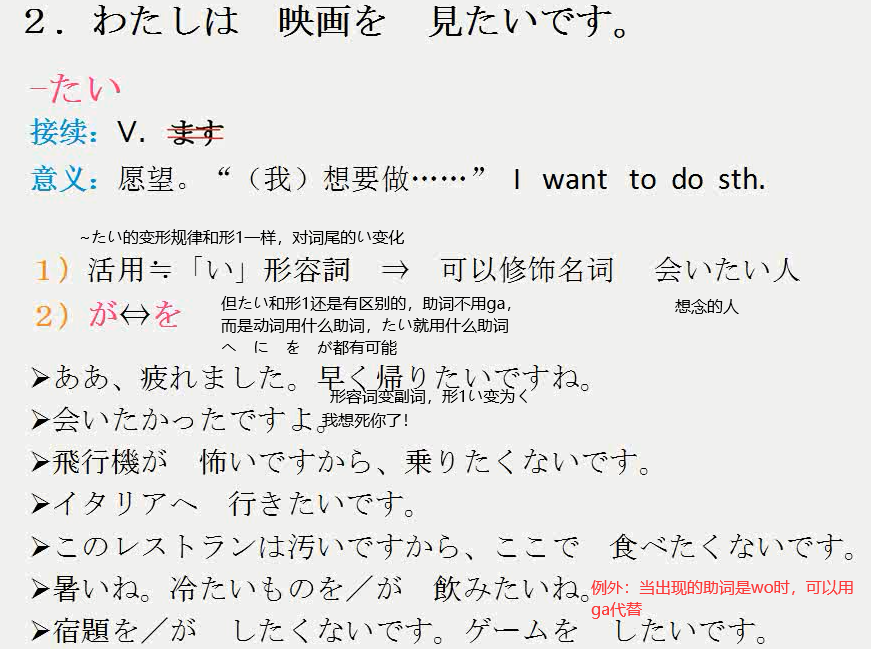 ２．わたしは　映画を　見たいです。
-たい
接续：V. ます
意义：愿望。“（我）想要做……” I want to do sth.
~たい的变形规律和形1一样，对词尾的い变化
１）活用≒「い」形容詞　⇒　可以修饰名词　会いたい人
想念的人
２）が⇔を
但たい和形1还是有区别的，助词不用ga，
而是动词用什么助词，たい就用什么助词
へ　に　を　が都有可能
➢ああ、疲れました。早く帰りたいですね。
形容词变副词，形1い变为く
➢会いたかったですよ。我想死你了！
➢飛行機が　怖いですから、乗りたくないです。
➢イタリアへ　行きたいです。
➢このレストランは汚いですから、ここで　食べたくないです。
➢暑いね。冷たいものを／が　飲みたいね。
例外：当出现的助词是wo时，可以用
ga代替
➢宿題を／が　したくないです。ゲームを　したいです。